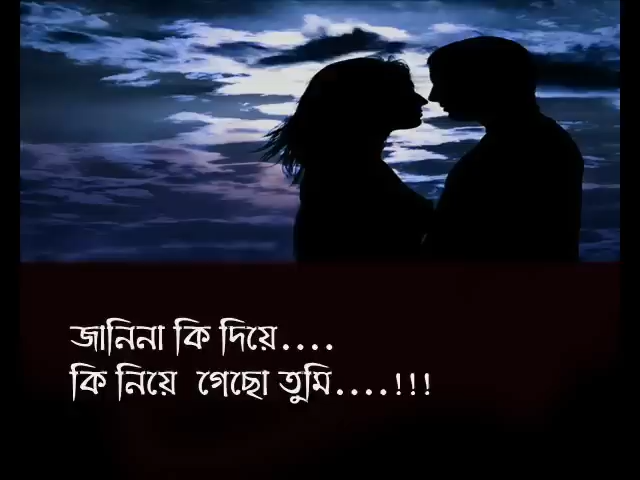 জানিনা কি দিয়ে....
কি নিয়ে গেছো তুমি....!!!